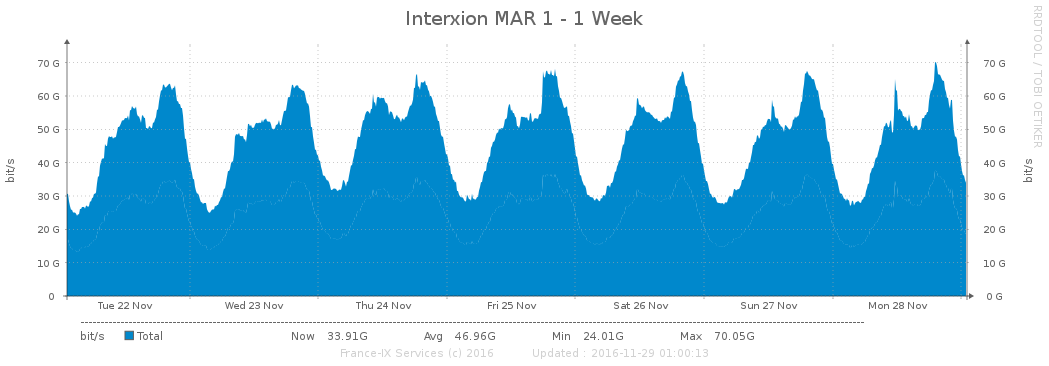 Interxion MAR 1 - 1 Week
RRDTOOL / TOBI OETIKER
bit/s
70 G 70 G
60 G 60 G
50 G 50 G
40 G 40 G
30 G 30 G
20 G 20 G
10 G 10 G
0 0 G
bit/s
Tue 22 Nov Wed 23 Nov Thu 24 Nov Fri 25 Nov Sat 26 Nov Sun 27 Nov Mon 28 Nov
bit/s Total Now 33.91G Avg 46.96G Min 24.01G Max 70.05G
France-IX Services (c) 2016 Updated : 2016-11-29 01:00:13